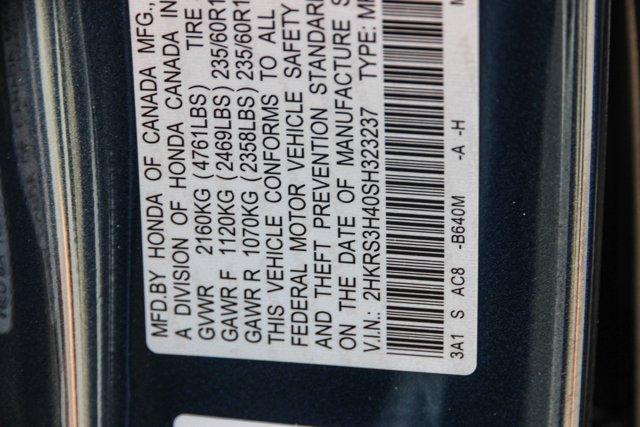 MFD.BY HONDA OF CANADA MFG.,
A DIVISION OF HONDA CANADA IN
GVWR 2160KG (4761LBS) TIRE
GAWR F 1120KG (2469LBS) 235/60R1
GAWR R 1070KG (2358LBS) 235/60R1
THIS VEHICLE CONFORMS TO ALL
FEDERAL MOTOR VEHICLE SAFETY
AND THEFT PREVENTION STANDAR
ON THE DATE OF MANUFACTURE S
V.I.N.: 2HKRS3H40SH323237 TYPE: M
3A1 S AC8 -B640M -A -H